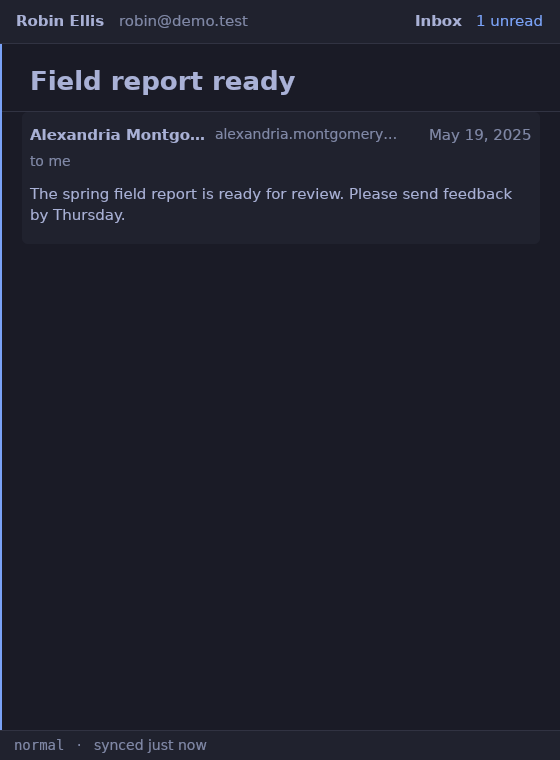 Robin Ellis robin@demo.test Inbox 1 unread
Field report ready
Alexandria Montgo… alexandria.montgomery… May 19, 2025
to me
The spring field report is ready for review. Please send feedback
by Thursday.
normal · synced just now